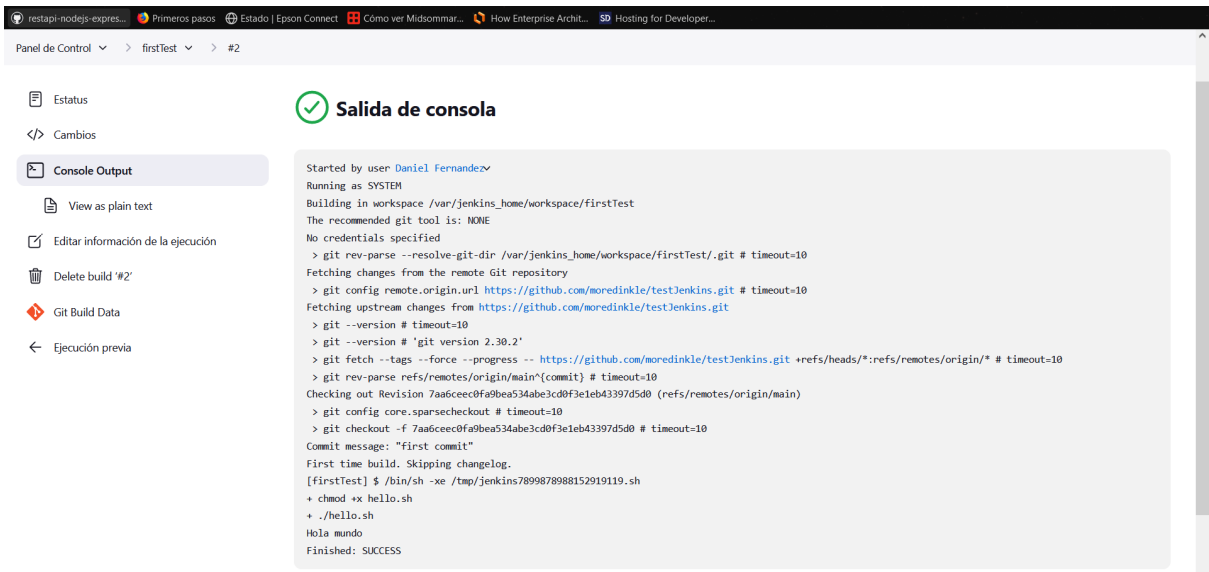 restapi-nodejs-expres... Primeros pasos Estado | Epson Connect Cómo ver Midsommar... How Enterprise Archit... SD Hosting for Developer...
Panel de Control > firstTest > #2
Estatus
Cambios
Console Output
View as plain text
Editar información de la ejecución
Delete build '#2'
Git Build Data
Ejecución previa
Salida de consola
Started by user Daniel Fernandez
Running as SYSTEM
Building in workspace /var/jenkins_home/workspace/firstTest
The recommended git tool is: NONE
No credentials specified
> git rev-parse --resolve-git-dir /var/jenkins_home/workspace/firstTest/.git # timeout=10
Fetching changes from the remote Git repository
> git config remote.origin.url https://github.com/moredinkle/testJenkins.git # timeout=10
Fetching upstream changes from https://github.com/moredinkle/testJenkins.git
> git --version # timeout=10
> git --version # 'git version 2.30.2'
> git fetch --tags --force --progress -- https://github.com/moredinkle/testJenkins.git +refs/heads/*:refs/remotes/origin/* # timeout=10
> git rev-parse refs/remotes/origin/main^{commit} # timeout=10
Checking out Revision 7aa6ceec0fa9bea534abe3cd0f3e1eb43397d5d0 (refs/remotes/origin/main)
> git config core.sparsecheckout # timeout=10
> git checkout -f 7aa6ceec0fa9bea534abe3cd0f3e1eb43397d5d0 # timeout=10
Commit message: "first commit"
First time build. Skipping changelog.
[firstTest] $ /bin/sh -xe /tmp/jenkins7899878988152919119.sh
+ chmod +x hello.sh
+ ./hello.sh
Hola mundo
Finished: SUCCESS